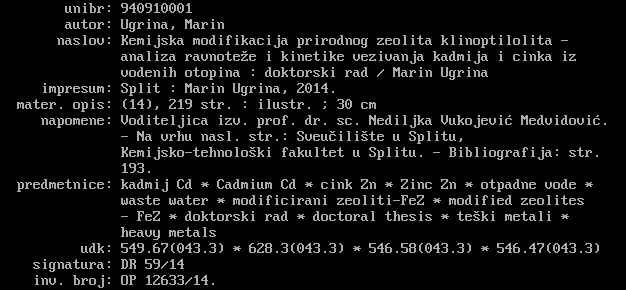 unibr: 940910001
autor: Ugrina, Marin
naslov: Kemijska modifikacija prirodnog zeolita klinoptilolita -
analiza ravnoteže i kinetike vezivanja kadmija i cinka iz
vodenih otopina : doktorski rad / Marin Ugrina
impresum: Split : Marin Ugrina, 2014.
mater. opis: (14), 219 str. : ilustr. ; 30 cm
napomene: Voditeljica izv. prof. dr. sc. Nediljka Vukojević Medvidović.
- Na vrhu nasl. str.: Sveučilište u Splitu,
Kemijsko-tehnološki fakultet u Splitu. - Bibliografija: str.
193.
predmetnice: kadmij Cd * Cadmium Cd * cink Zn * Zinc Zn * otpadne vode *
waste water * modificirani zeoliti-FeZ * modified zeolites
- FeZ * doktorski rad * doctoral thesis * teški metali *
heavy metals
udk: 549.67(043.3) * 628.3(043.3) * 546.58(043.3) * 546.47(043.3)
signatura: DR 59/14
inv. broj: OP 12633/14.